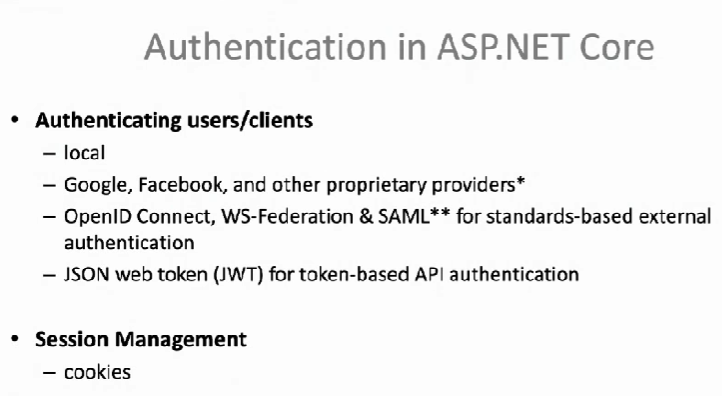 Authentication in ASP.NET Core
• Authenticating users/clients
– local
– Google, Facebook, and other proprietary providers*
– OpenID Connect, WS-Federation & SAML** for standards-based external
authentication
– JSON web token (JWT) for token-based API authentication
• Session Management
– cookies